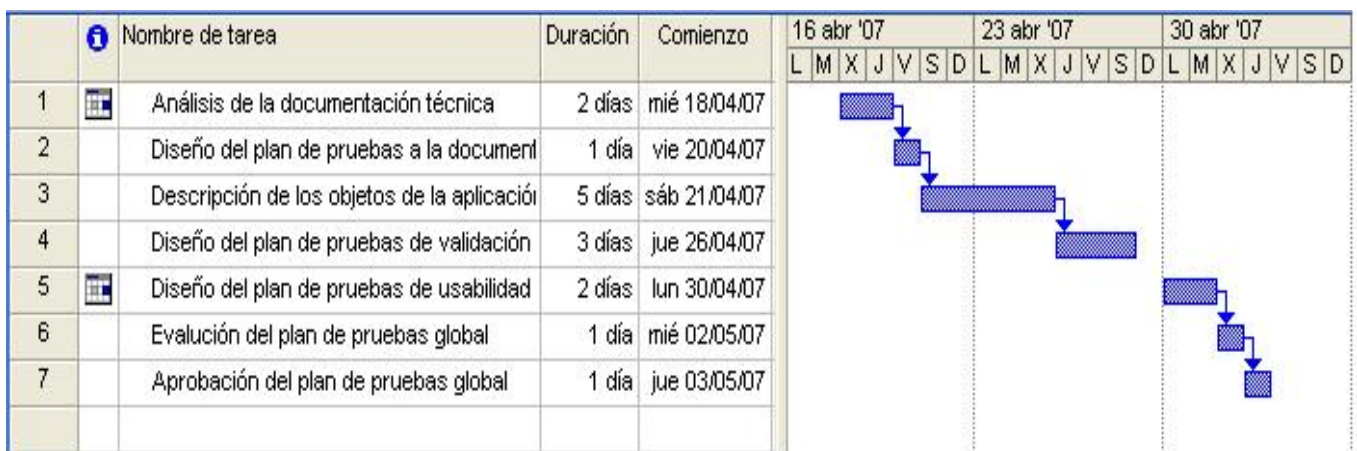 Nombre de tarea Duración Comienzo 16 abr '07 23 abr '07 30 abr '07
L M X J V S D L M X J V S D L M X J V S D
1 Análisis de la documentación técnica 2 días mié 18/04/07
2 Diseño del plan de pruebas a la document 1 día vie 20/04/07
3 Descripción de los objetos de la aplicació 5 días sáb 21/04/07
4 Diseño del plan de pruebas de validación 3 días jue 26/04/07
5 Diseño del plan de pruebas de usabilidad 2 días lun 30/04/07
6 Evalución del plan de pruebas global 1 día mié 02/05/07
7 Aprobación del plan de pruebas global 1 día jue 03/05/07